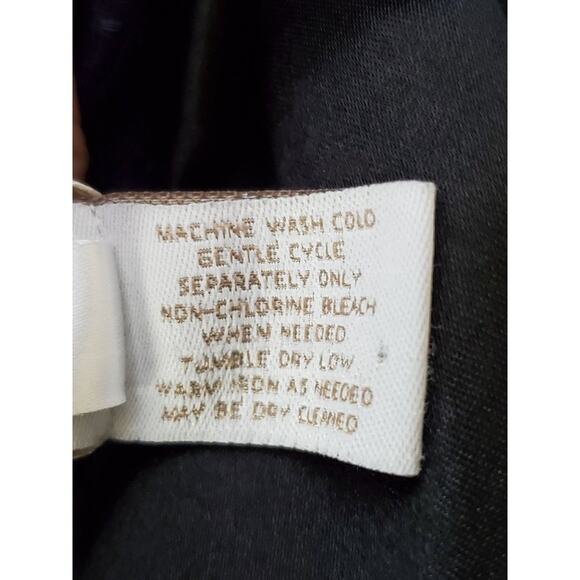 MACHINE WASH COLD
GENTLE CYCLE
SEPARATELY ONLY
NON-CHLORINE BLEACH
WHEN NEEDED
TUMBLE DRY LOW
WARM IRON AS NEEDED
MAY BE DRY CLEANED